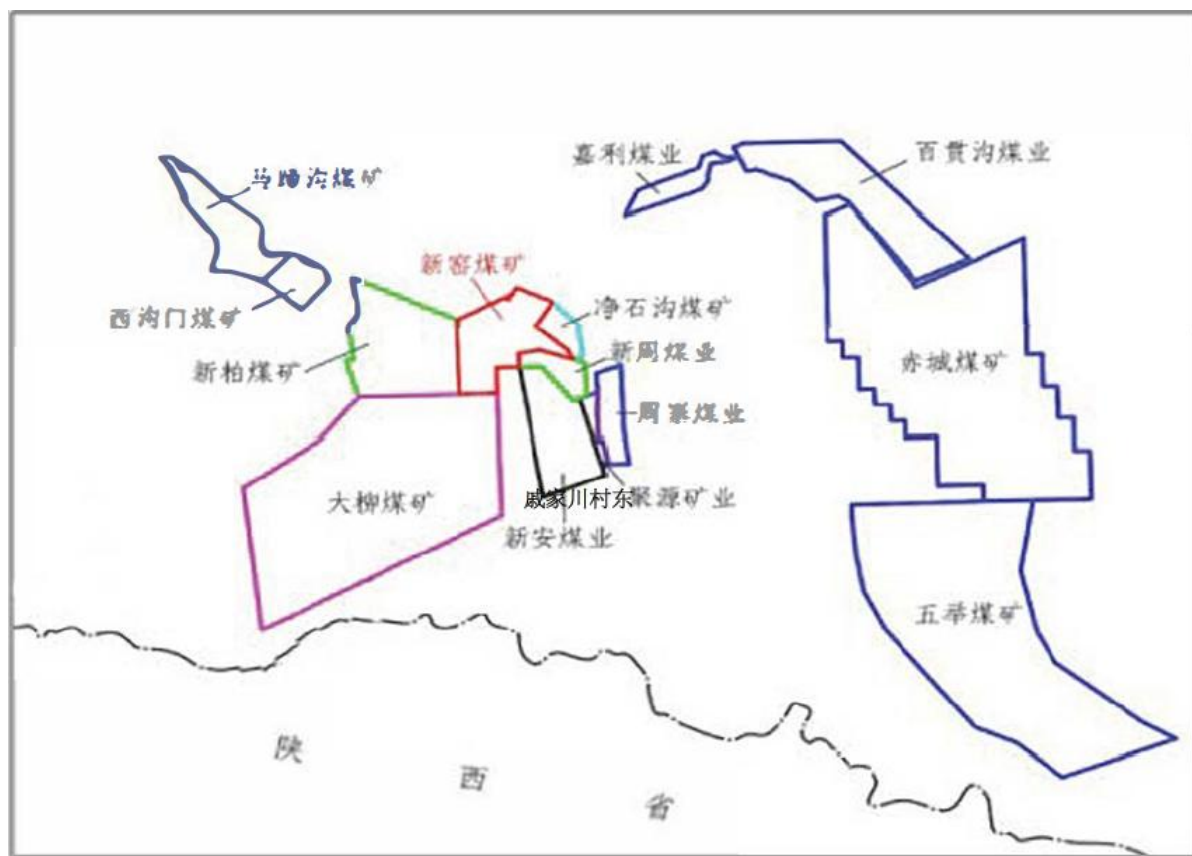 嘉利煤业
百贯沟煤业
马蹄沟煤矿
新窑煤矿
西沟门煤矿
净石沟煤矿
新周煤业
新柏煤矿
赤城煤矿
周寨煤业
大柳煤矿
戚家川村东
聚源矿业
新安煤业
五举煤矿
陕西省